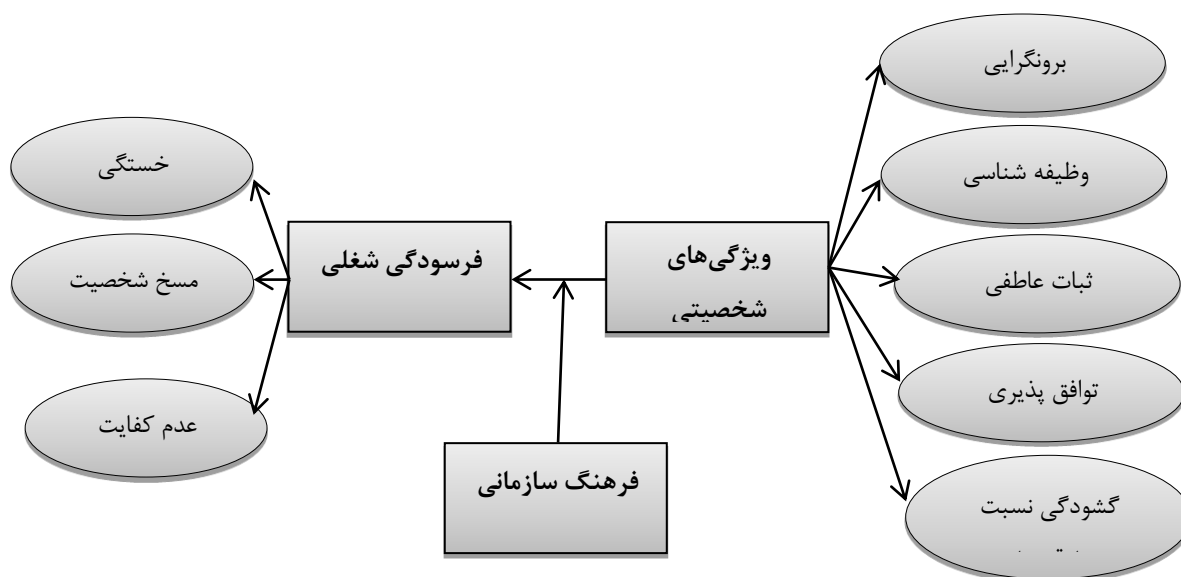 برونگرایی
وظیفه شناسی
ثبات عاطفی
توافق پذیری
گشودگی نسبت
ویژگی‌های
شخصیتی
فرهنگ سازمانی
فرسودگی شغلی
خستگی
مسخ شخصیت
عدم کفایت